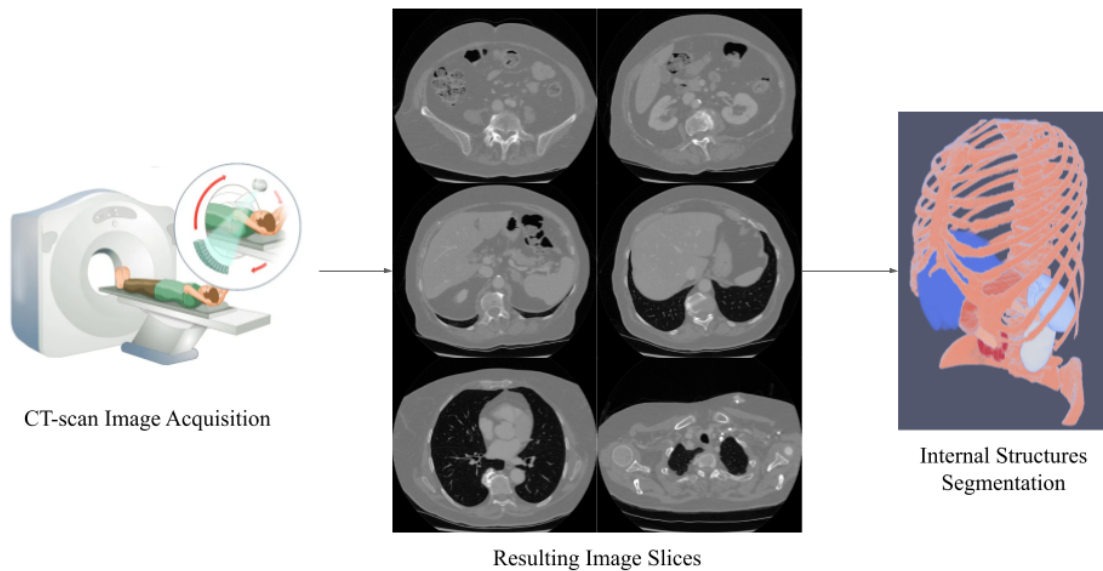 CT-scan Image Acquisition
Resulting Image Slices
Internal Structures
Segmentation